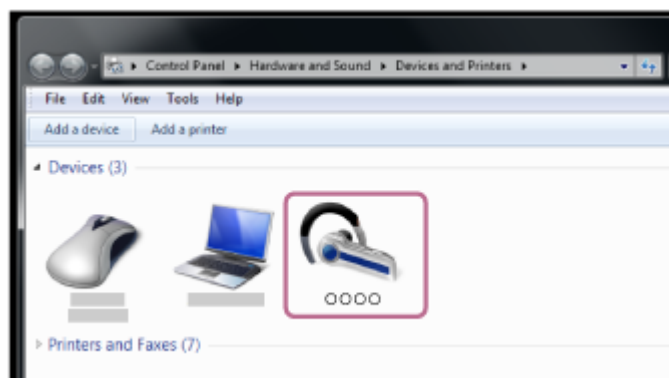 Control Panel ▸ Hardware and Sound ▸ Devices and Printers ▸
File Edit View Tools Help
Add a device Add a printer
Devices (3)
OOOO
Printers and Faxes (7)